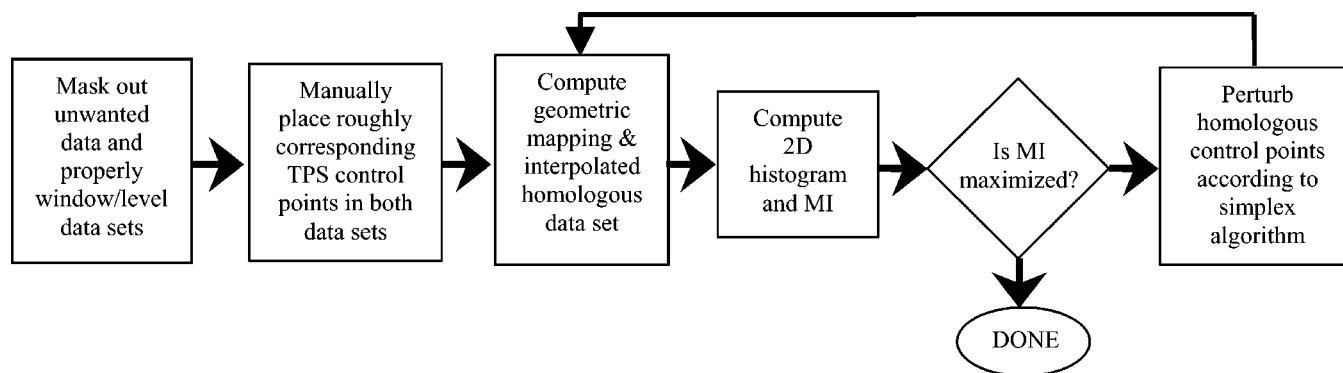 Mask out
unwanted
data and
properly
window/level
data sets
Manually
place roughly
corresponding
TPS control
points in both
data sets
Compute
geometric
mapping &
interpolated
homologous
data set
Compute
2D
histogram
and MI
Is MI
maximized?
Perturb
homologous
control points
according to
simplex
algorithm
DONE